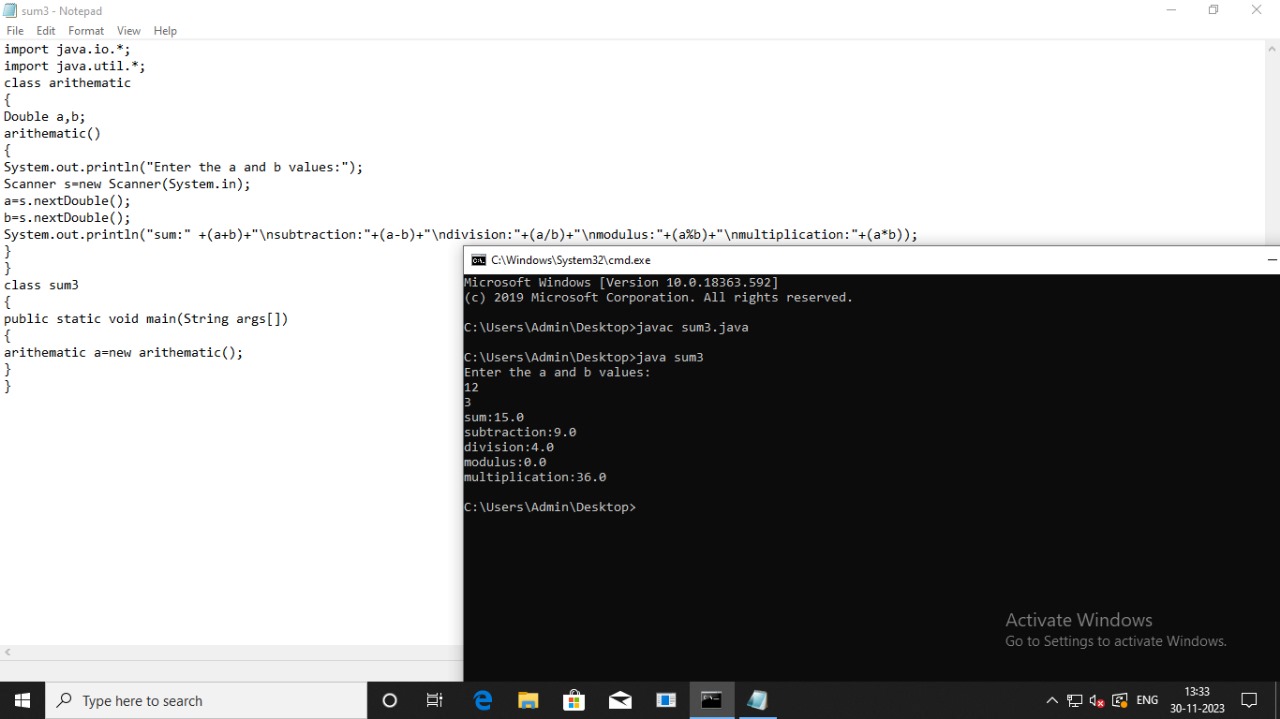 sum3 - Notepad
File Edit Format View Help
import java.io.*;
import java.util.*;
class arithematic
{
Double a,b;
arithematic()
{
System.out.println("Enter the a and b values:");
Scanner s=new Scanner(System.in);
a=s.nextDouble();
b=s.nextDouble();
System.out.println("sum:" +(a+b)+"\nsubtraction:"+(a-b)+"\ndivision:"+(a/b)+"\nmodulus:"+(a%b)+"\nmultiplication:"+(a*b));
}
}
class sum3
{
public static void main(String args[])
{
arithematic a=new arithematic();
}
}
C:\Windows\System32\cmd.exe
Microsoft Windows [Version 10.0.18363.592]
(c) 2019 Microsoft Corporation. All rights reserved.
C:\Users\Admin\Desktop>javac sum3.java
C:\Users\Admin\Desktop>java sum3
Enter the a and b values:
12
3
sum:15.0
subtraction:9.0
division:4.0
modulus:0.0
multiplication:36.0
C:\Users\Admin\Desktop>
Activate Windows
Go to Settings to activate Windows.
Type here to search
ENG
13:33
30-11-2023